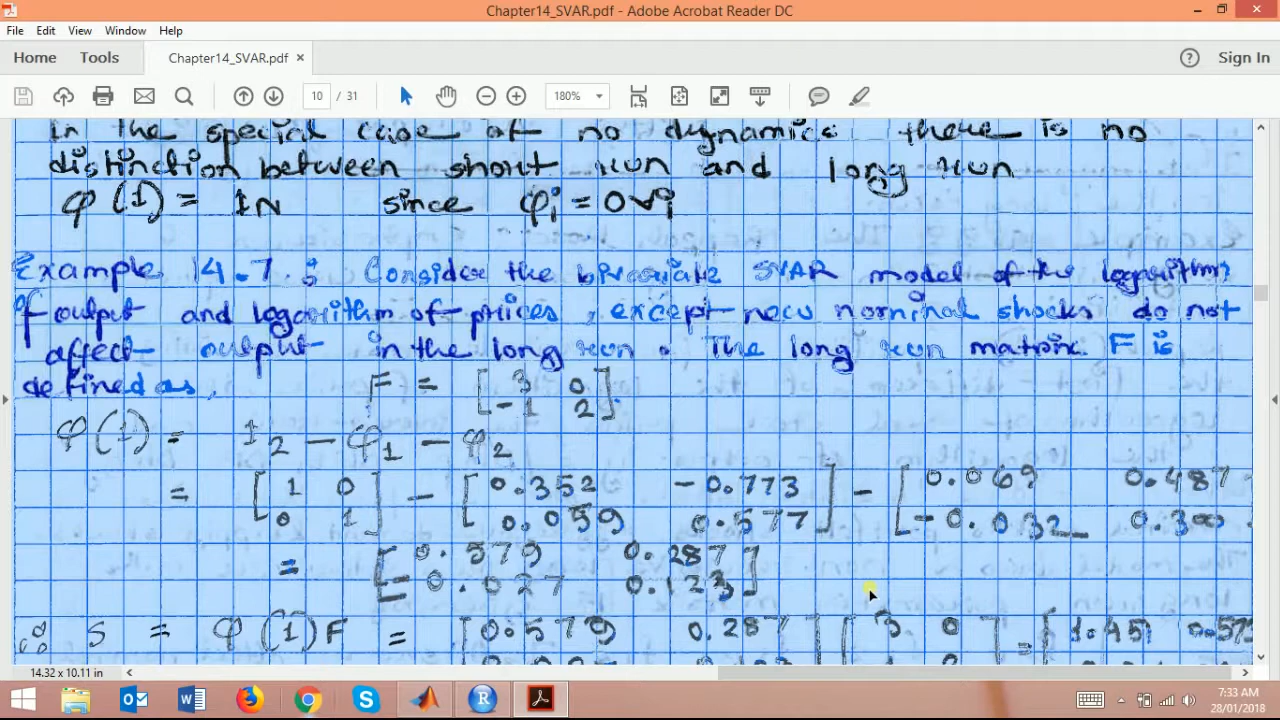 Chapter14_SVAR.pdf - Adobe Acrobat Reader DC
File Edit View Window Help
Home Tools Chapter14_SVAR.pdf × Sign In
10 / 31 180%
in the special case of no dynamics there is no
distinction between short run and long run
φ(1) = IN since φi = 0∀i
Example 14.7 : Consider the bivariate SVAR model of the logarithm
of output and logarithm of prices, except new norminal shocks do not
affect output in the long run. The long run matrix F is
defined as, F = [ 3 0
-1 2 ].
φ(1) = I2 - φ1 - φ2
= [ 1 0 ] - [ 0.352 -0.773 ] - [ 0.069 0.487
0 1 0.059 0.577 -0.032 0.300
= [ 0.579 0.287 ]
-0.027 0.123
∴ S = φ(1)F = [ 0.579 0.287 ] [ 3 0 ] = [ 1.451 0.575
14.32 x 10.11 in
7:33 AM
28/01/2018